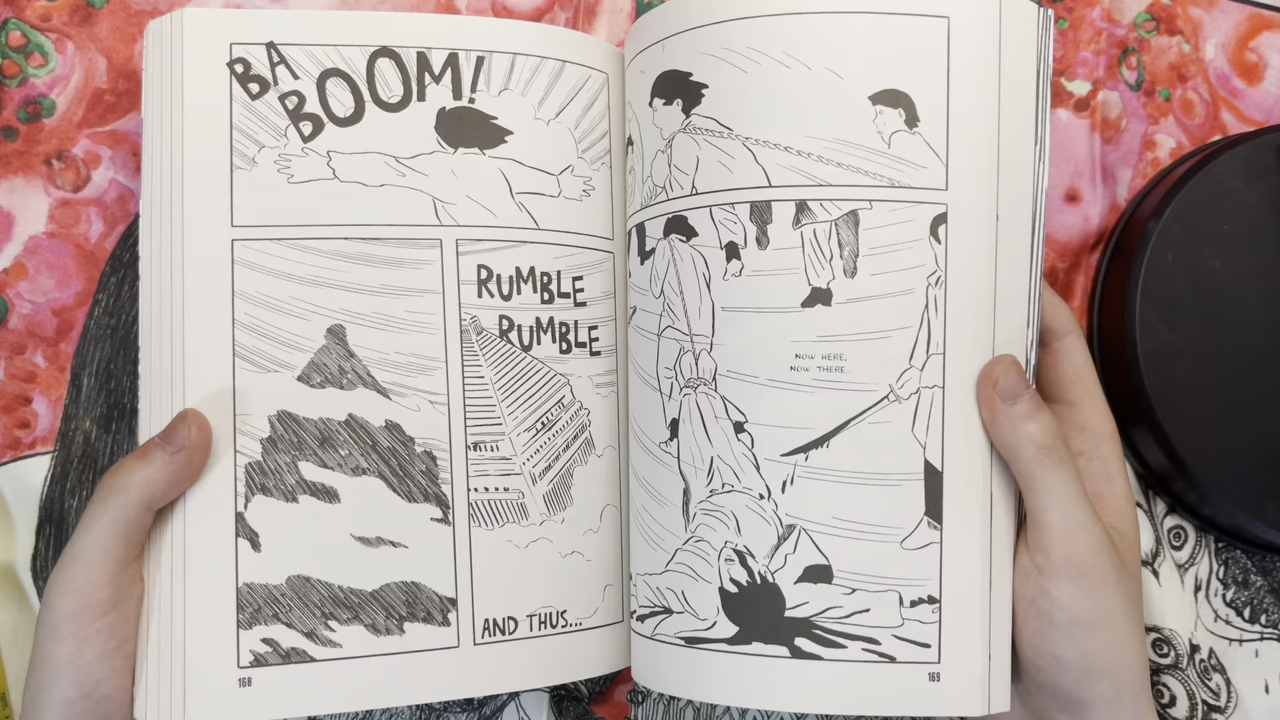 BA
BOOM!
RUMBLE
RUMBLE
AND THUS...
168
NOW HERE,
NOW THERE...
169